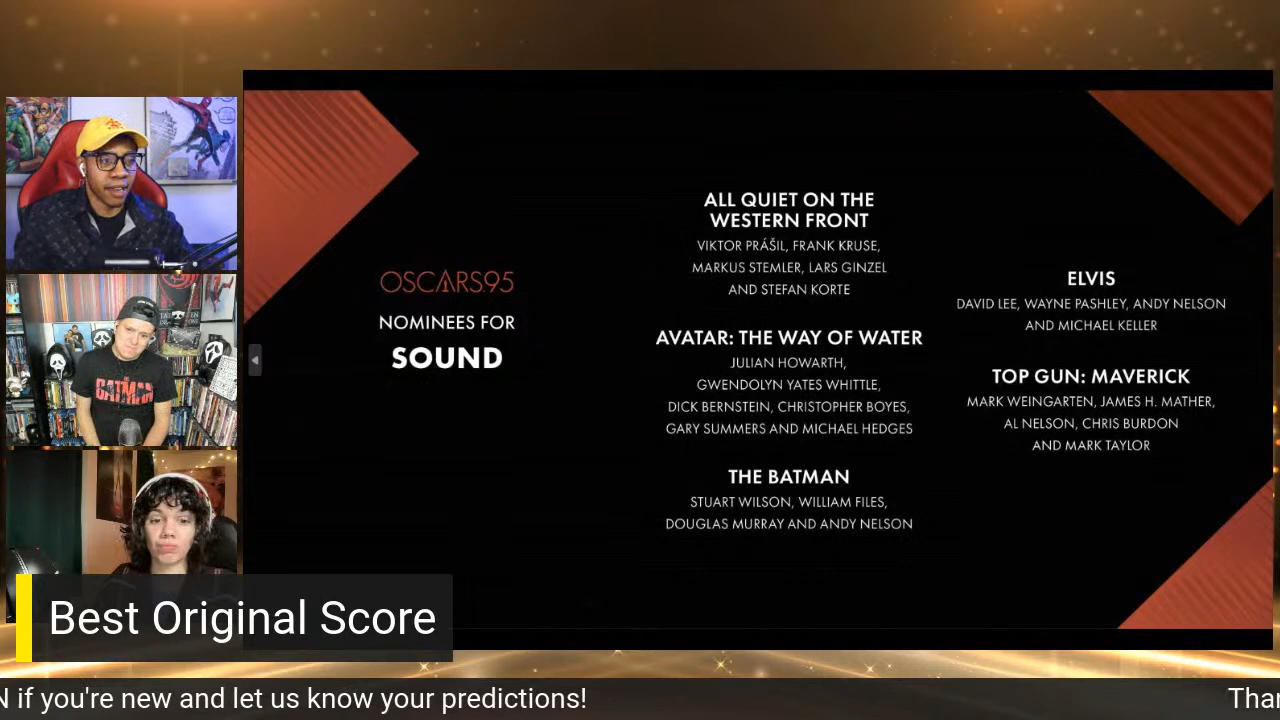 OSCARS95
NOMINEES FOR
SOUND
ALL QUIET ON THE
WESTERN FRONT
VIKTOR PRÁŠIL, FRANK KRUSE,
MARKUS STEMLER, LARS GINZEL
AND STEFAN KORTE
AVATAR: THE WAY OF WATER
JULIAN HOWARTH,
GWENDOLYN YATES WHITTLE,
DICK BERNSTEIN, CHRISTOPHER BOYES,
GARY SUMMERS AND MICHAEL HEDGES
THE BATMAN
STUART WILSON, WILLIAM FILES,
DOUGLAS MURRAY AND ANDY NELSON
ELVIS
DAVID LEE, WAYNE PASHLEY, ANDY NELSON
AND MICHAEL KELLER
TOP GUN: MAVERICK
MARK WEINGARTEN, JAMES H. MATHER,
AL NELSON, CHRIS BURDON
AND MARK TAYLOR
THE
BATMAN
Best Original Score
N if you're new and let us know your predictions!
Than